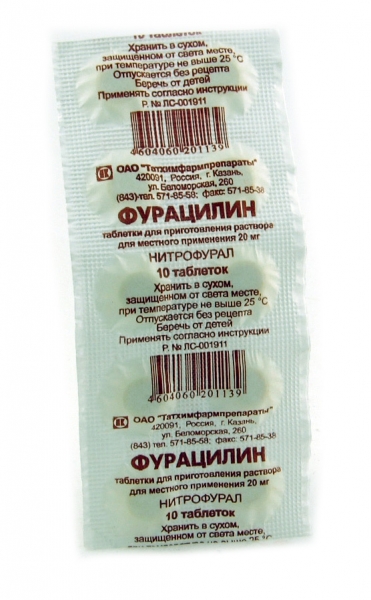 10 таблеток
Хранить в сухом,
защищенном от света месте,
при температуре не выше 25 °С
Отпускается без рецепта
Беречь от детей
Применять согласно инструкции
Р. № ЛС-001911
4604060201139
ОАО "Татхимфармпрепараты"
420091, Россия, г. Казань,
ул. Беломорская, 260
(843)тел. 571-85-58; факс: 571-85-38
ФУРАЦИЛИН
таблетки для приготовления раствора
для местного применения 20 мг
НИТРОФУРАЛ
10 таблеток
Хранить в сухом,
защищенном от света месте,
при температуре не выше 25 °С
Отпускается без рецепта
Беречь от детей
Применять согласно инструкции
Р. № ЛС-001911
4604060201139
ОАО "Татхимфармпрепараты"
420091, Россия, г. Казань,
ул. Беломорская, 260
(843) тел. 571-85-58; факс: 571-85-38
ФУРАЦИЛИН
таблетки для приготовления раствора
для местного применения 20 мг
НИТРОФУРАЛ
10 таблеток
Хранить в сухом,
защищенном от света месте,
при температуре не выше 25 °С